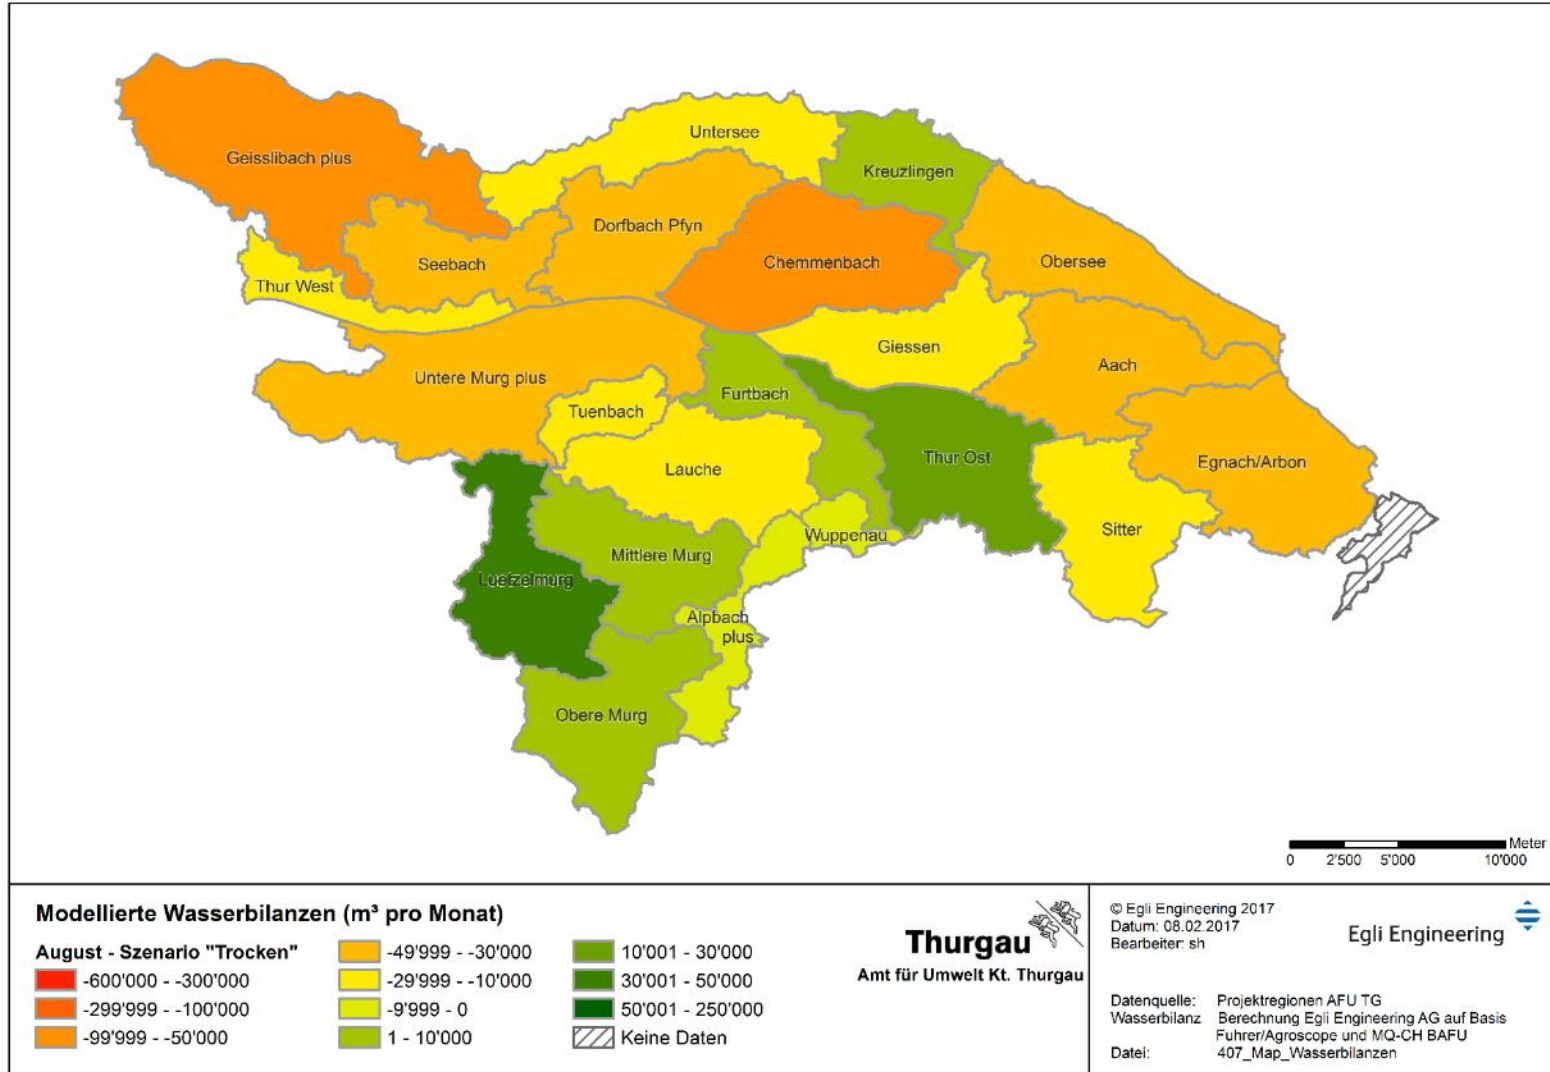 Untersee
Geisslibach plus
Kreuzlingen
Dorfbach Pfyn
Seebach
Chemmenbach
Obersee
Thur West
Giessen
Aach
Untere Murg plus
Furtbach
Tuenbach
Thur Ost
Egnach/Arbon
Lauche
Sitter
Wuppenau
Mittlere Murg
Luetzelmurg
Alpbach
plus
Obere Murg
Meter
0 2'500 5'000 10'000
Modellierte Wasserbilanzen (m³ pro Monat)
August - Szenario "Trocken"
-600'000 - -300'000
-299'999 - -100'000
-99'999 - -50'000
-49'999 - -30'000
-29'999 - -10'000
-9'999 - 0
1 - 10'000
10'001 - 30'000
30'001 - 50'000
50'001 - 250'000
Keine Daten
Thurgau
Amt für Umwelt Kt. Thurgau
© Egli Engineering 2017
Datum: 08.02.2017
Bearbeiter: sh
Egli Engineering
Datenquelle: Projektregionen AFU TG
Wasserbilanz Berechnung Egli Engineering AG auf Basis
Fuhrer/Agroscope und MQ-CH BAFU
Datei: 407_Map_Wasserbilanzen